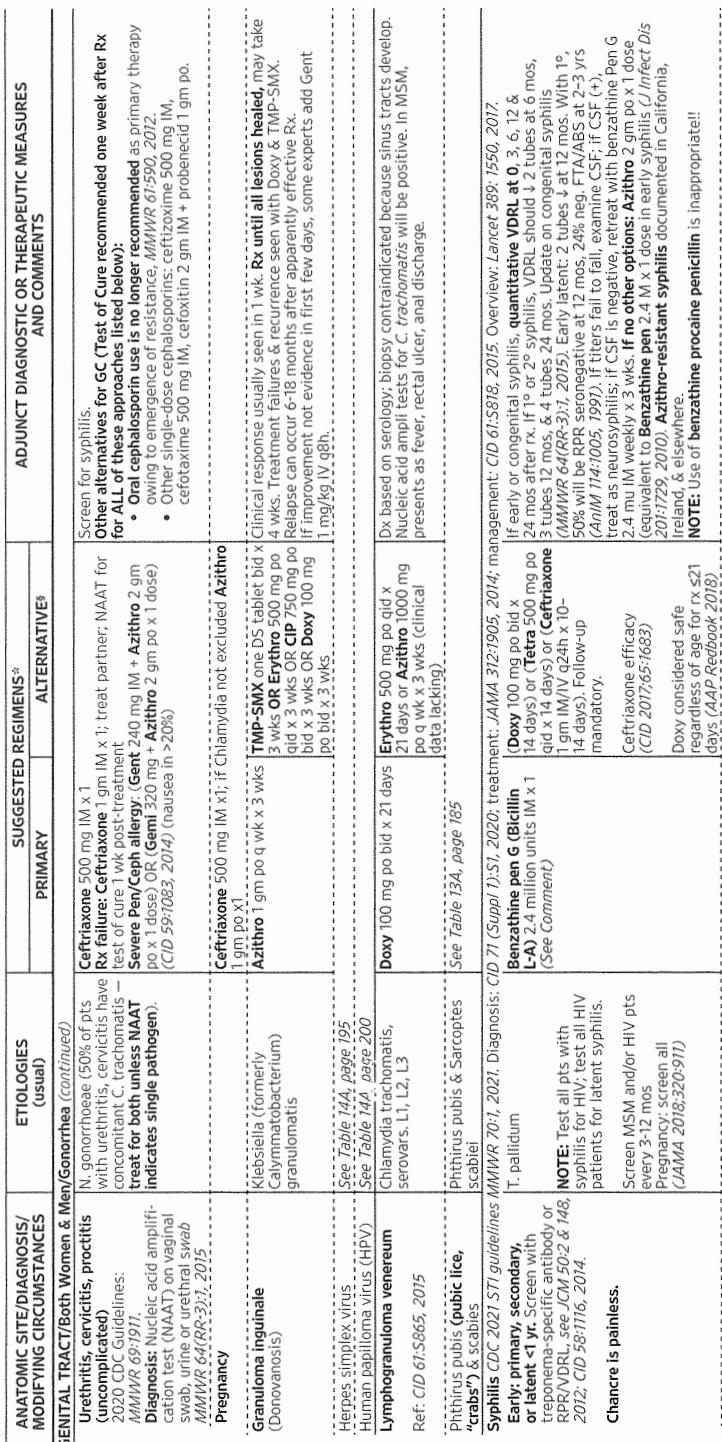 ANATOMIC SITE/DIAGNOSIS/
MODIFYING CIRCUMSTANCES
ETIOLOGIES
(usual)
SUGGESTED REGIMENS*
PRIMARY
ALTERNATIVE§
ADJUNCT DIAGNOSTIC OR THERAPEUTIC MEASURES
AND COMMENTS
GENITAL TRACT/Both Women & Men/Gonorrhea (continued)
Urethritis, cervicitis, proctitis
(uncomplicated)
2020 CDC Guidelines:
MMWR 69:1911.
Diagnosis: Nucleic acid amplifi-
cation test (NAAT) on vaginal
swab, urine or urethral swab
MMWR 64(RR-3):1, 2015
N. gonorrhoeae (50% of pts
with urethritis, cervicitis have
concomitant C. trachomatis —
treat for both unless NAAT
indicates single pathogen).
Ceftriaxone 500 mg IM x 1
Rx failure: Ceftriaxone 1 gm IM x 1; treat partner; NAAT for
test of cure 1 wk post-treatment
Severe Pen/Ceph allergy: (Gent 240 mg IM + Azithro 2 gm
po x 1 dose) OR (Gemi 320 mg + Azithro 2 gm po x 1 dose)
(CID 59:1083, 2014) (nausea in >20%)
Screen for syphilis.
Other alternatives for GC (Test of Cure recommended one week after Rx
for ALL of these approaches listed below):
• Oral cephalosporin use is no longer recommended as primary therapy
owing to emergence of resistance, MMWR 61:590, 2012.
• Other single-dose cephalosporins: ceftizoxime 500 mg IM,
cefotaxime 500 mg IM, cefoxitin 2 gm IM + probenecid 1 gm po.
Pregnancy
Ceftriaxone 500 mg IM x1; if Chlamydia not excluded Azithro
1 gm po x1
Granuloma inguinale
(Donovanosis)
Klebsiella (formerly
Calymmatobacterium)
granulomatis
Azithro 1 gm po q wk x 3 wks
TMP-SMX one DS tablet bid x
3 wks OR Erythro 500 mg po
qid x 3 wks OR CIP 750 mg po
bid x 3 wks OR Doxy 100 mg
po bid x 3 wks
Clinical response usually seen in 1 wk. Rx until all lesions healed, may take
4 wks. Treatment failures & recurrence seen with Doxy & TMP-SMX.
Relapse can occur 6-18 months after apparently effective Rx.
If improvement not evidence in first few days, some experts add Gent
1 mg/kg IV q8h.
Herpes simplex virus
See Table 14A, page 195
Human papilloma virus (HPV)
See Table 14A, page 200
Lymphogranuloma venereum
Ref: CID 61:S865, 2015
Chlamydia trachomatis,
serovars. L1, L2, L3
Doxy 100 mg po bid x 21 days
Erythro 500 mg po qid x
21 days or Azithro 1000 mg
po q wk x 3 wks (clinical
data lacking)
Dx based on serology; biopsy contraindicated because sinus tracts develop.
Nucleic acid ampli tests for C. trachomatis will be positive. In MSM,
presents as fever, rectal ulcer, anal discharge.
Phthirus pubis (pubic lice,
"crabs") & scabies
Phthirus pubis & Sarcoptes
scabiei
See Table 13A, page 185
Syphilis CDC 2021 STI guidelines MMWR 70:1, 2021. Diagnosis: CID 71 (Suppl 1):S1, 2020; treatment: JAMA 312:1905, 2014; management: CID 61:S818, 2015. Overview: Lancet 389: 1550, 2017.
Early: primary, secondary,
or latent <1 yr. Screen with
treponema-specific antibody or
RPR/VDRL, see JCM 50:2 & 148,
2012; CID 58:1116, 2014.
Chancre is painless.
T. pallidum
NOTE: Test all pts with
syphilis for HIV; test all HIV
patients for latent syphilis.
Screen MSM and/or HIV pts
every 3-12 mos
Pregnancy: screen all
(JAMA 2018;320:911)
Benzathine pen G (Bicillin
L-A) 2.4 million units IM x 1
(See Comment)
(Doxy 100 mg po bid x
14 days) or (Tetra 500 mg po
qid x 14 days) or (Ceftriaxone
1 gm IM/IV q24h x 10–
14 days). Follow-up
mandatory.
Ceftriaxone efficacy
(CID 2017;65:1683)
Doxy considered safe
regardless of age for rx ≤21
days (AAP Redbook 2018)
If early or congenital syphilis, quantitative VDRL at 0, 3, 6, 12 &
24 mos after rx. If 1° or 2° syphilis, VDRL should ↓ 2 tubes at 6 mos,
3 tubes 12 mos, & 4 tubes 24 mos. Update on congenital syphilis
(MMWR 64(RR-3):1, 2015). Early latent: 2 tubes ↓ at 12 mos. With 1°,
50% will be RPR seronegative at 12 mos, 24% neg. FTA/ABS at 2–3 yrs
(AnIM 114:1005, 1991). If titers fail to fall, examine CSF; if CSF (+),
treat as neurosyphilis; if CSF is negative, retreat with benzathine Pen G
2.4 mu IM weekly x 3 wks. If no other options: Azithro 2 gm po x 1 dose
(equivalent to Benzathine pen 2.4 M x 1 dose in early syphilis (J Infect Dis
201:1729, 2010). Azithro-resistant syphilis documented in California,
Ireland, & elsewhere.
NOTE: Use of benzathine procaine penicillin is inappropriate!!